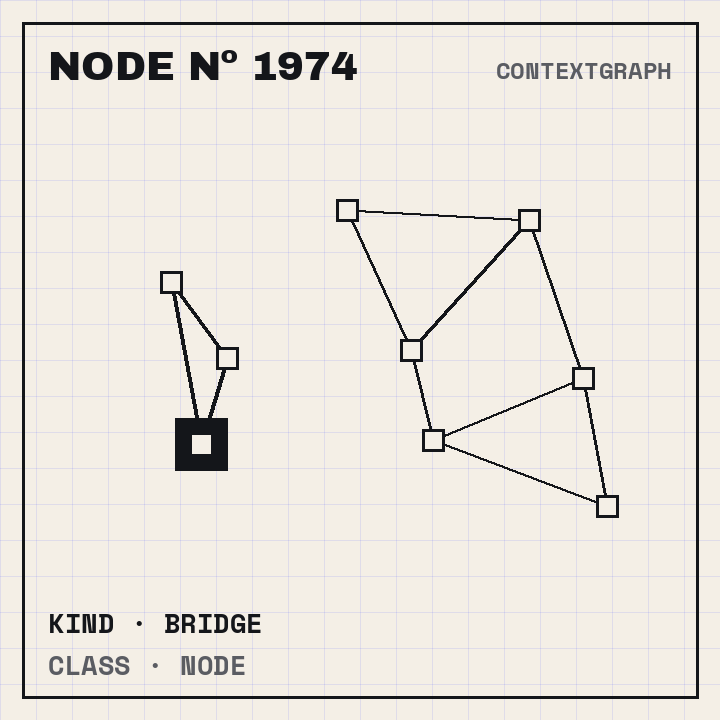 NODE Nº 1974
CONTEXTGRAPH
KIND · BRIDGE
CLASS · NODE